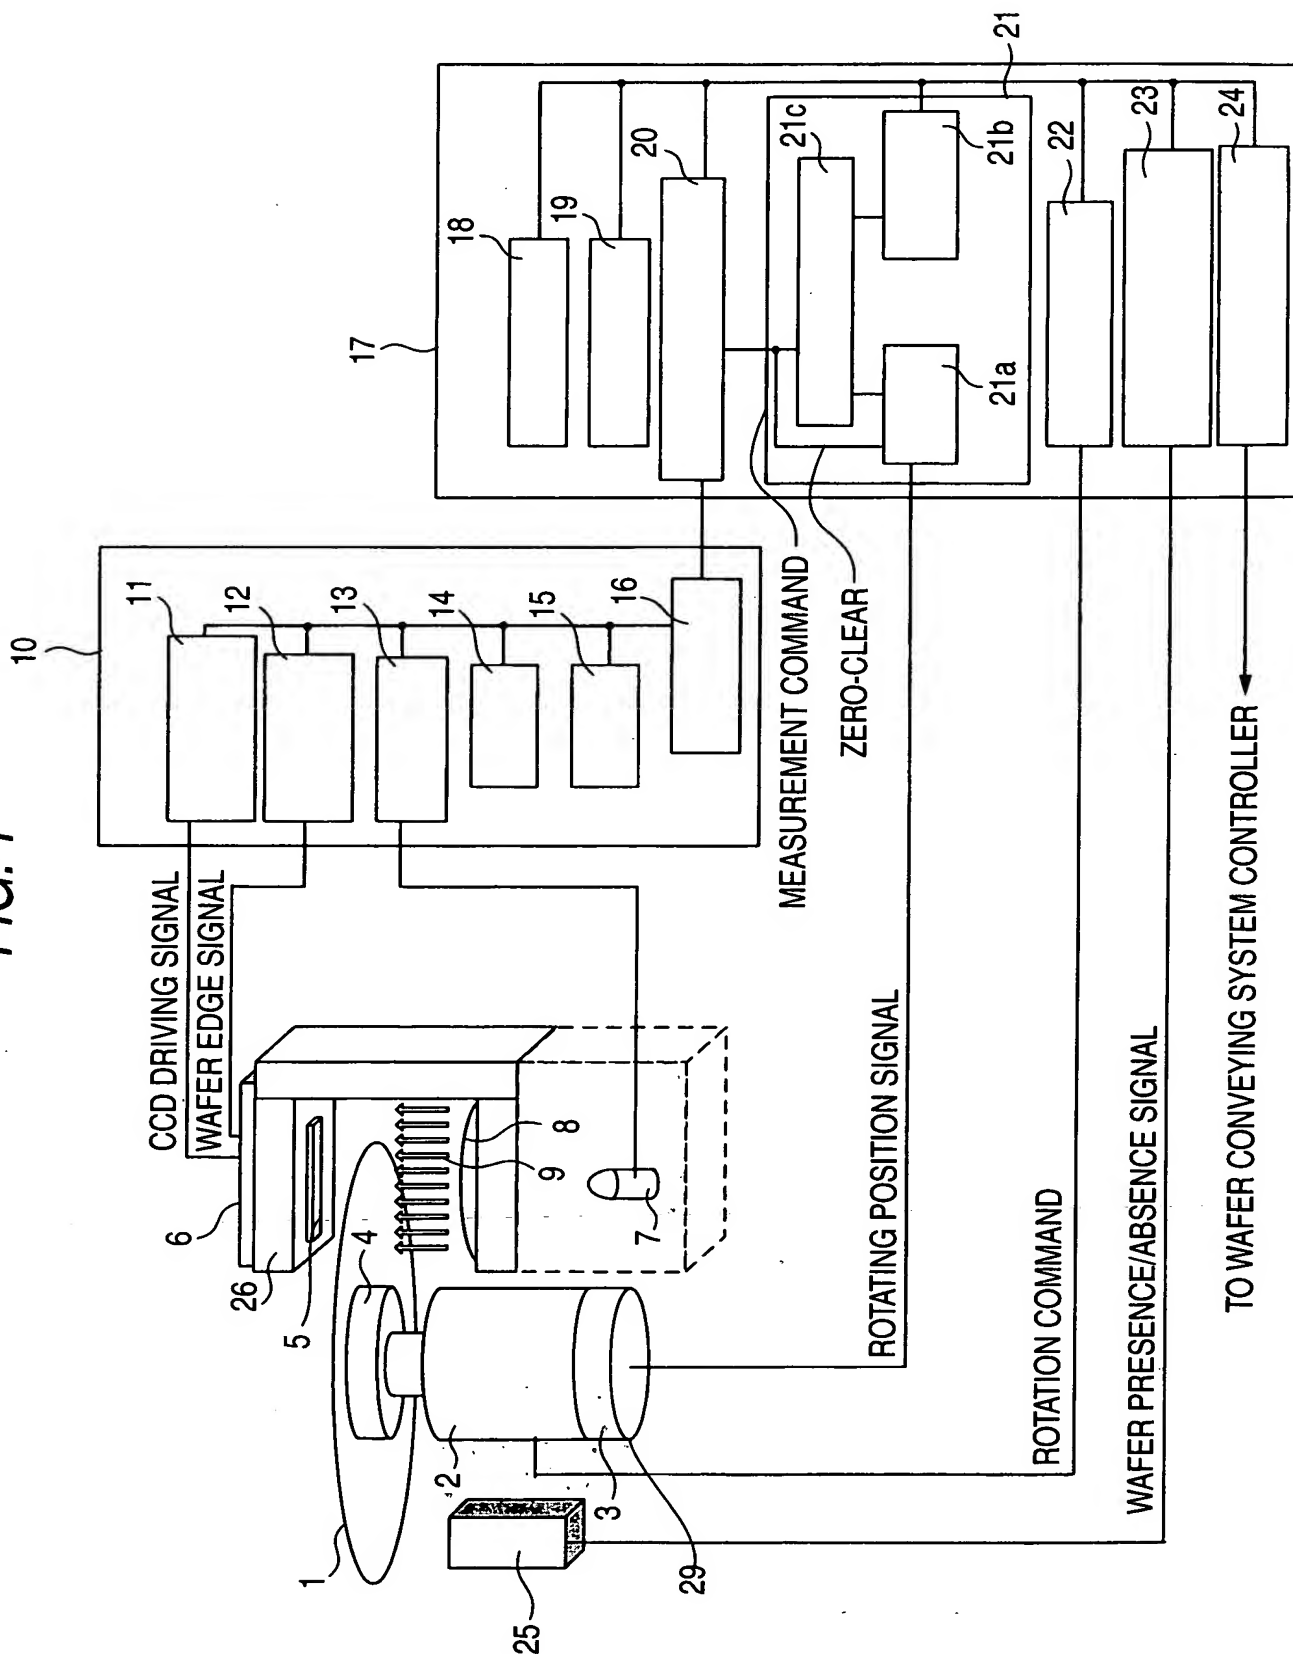 FIG. 1
10
11
12
13
14
15
16
17
18
19
20
21c
21b
21a
21
22
23
24
CCD DRIVING SIGNAL
WAFER EDGE SIGNAL
MEASUREMENT COMMAND
ZERO-CLEAR
6
26
5
4
1
8
9
7
2
3
29
25
ROTATING POSITION SIGNAL
ROTATION COMMAND
WAFER PRESENCE/ABSENCE SIGNAL
TO WAFER CONVEYING SYSTEM CONTROLLER